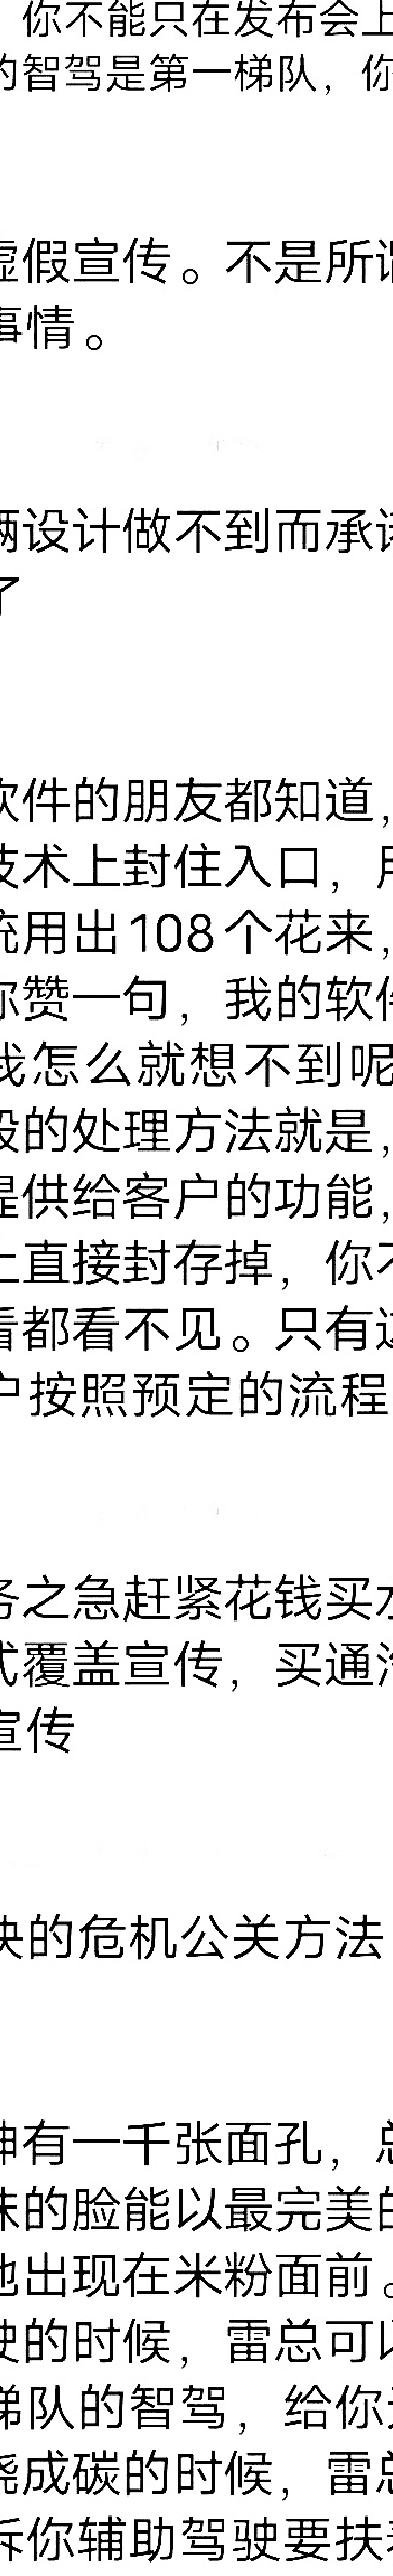 你不能只在发布会上
的智驾是第一梯队，你
虚假宣传。不是所谓
事情。
辆设计做不到而承诺
了
软件的朋友都知道，
技术上封住入口，用
统用出108个花来，
你赞一句，我的软件
我怎么就想不到呢
般的处理方法就是，
提供给客户的功能，
上直接封存掉，你不
看都看不见。只有这
户按照预定的流程
务之急赶紧花钱买水
式覆盖宣传，买通汽
宣传
快的危机公关方法
神有一千张面孔，总
妹的脸能以最完美的
他出现在米粉面前。
驶的时候，雷总可以
梯队的智驾，给你
烧成碳的时候，雷总
诉你辅助驾驶要扶着